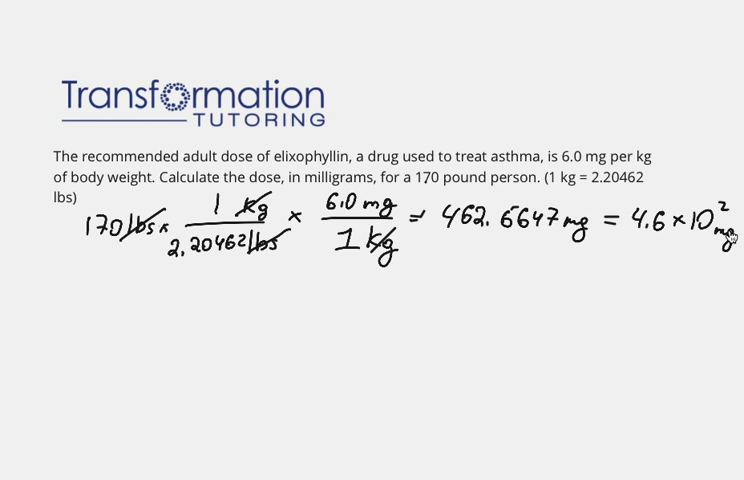 Transformation
TUTORING
The recommended adult dose of elixophyllin, a drug used to treat asthma, is 6.0 mg per kg
of body weight. Calculate the dose, in milligrams, for a 170 pound person. (1 kg = 2.20462
lbs)
170 lbs × 1 kg / 2.20462 lbs × 6.0 mg / 1 kg = 462.6647 mg = 4.6 × 10² mg